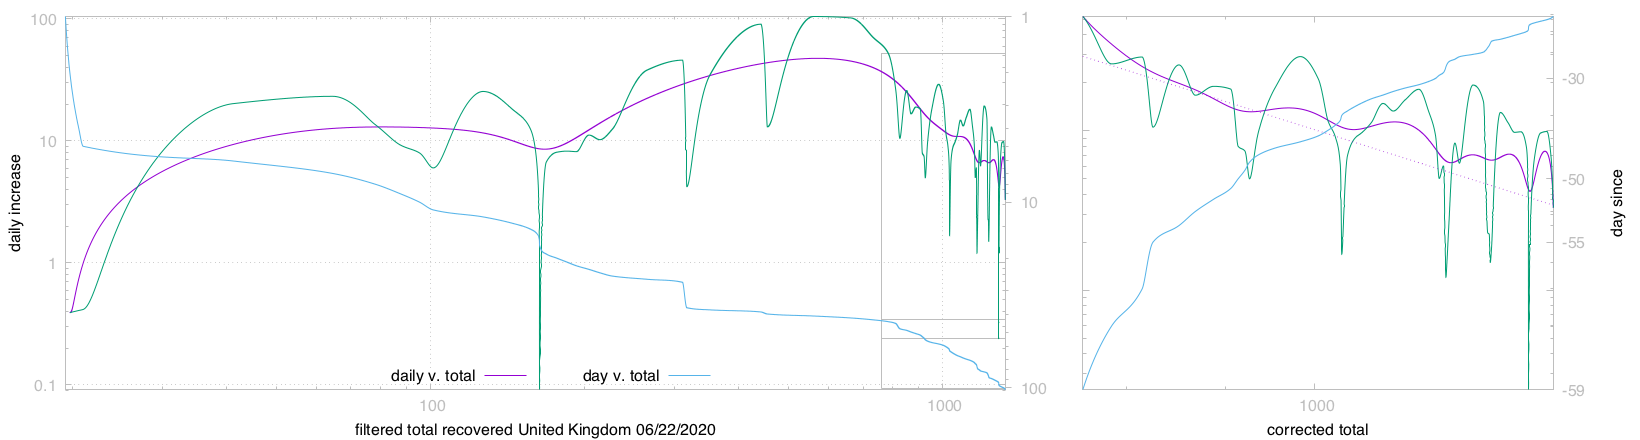 100
10
1
0.1
daily increase
daily v. total
day v. total
100
1000
filtered total recovered United Kingdom 06/22/2020
1
10
100
1000
corrected total
-30
-50
-55
-59
day since